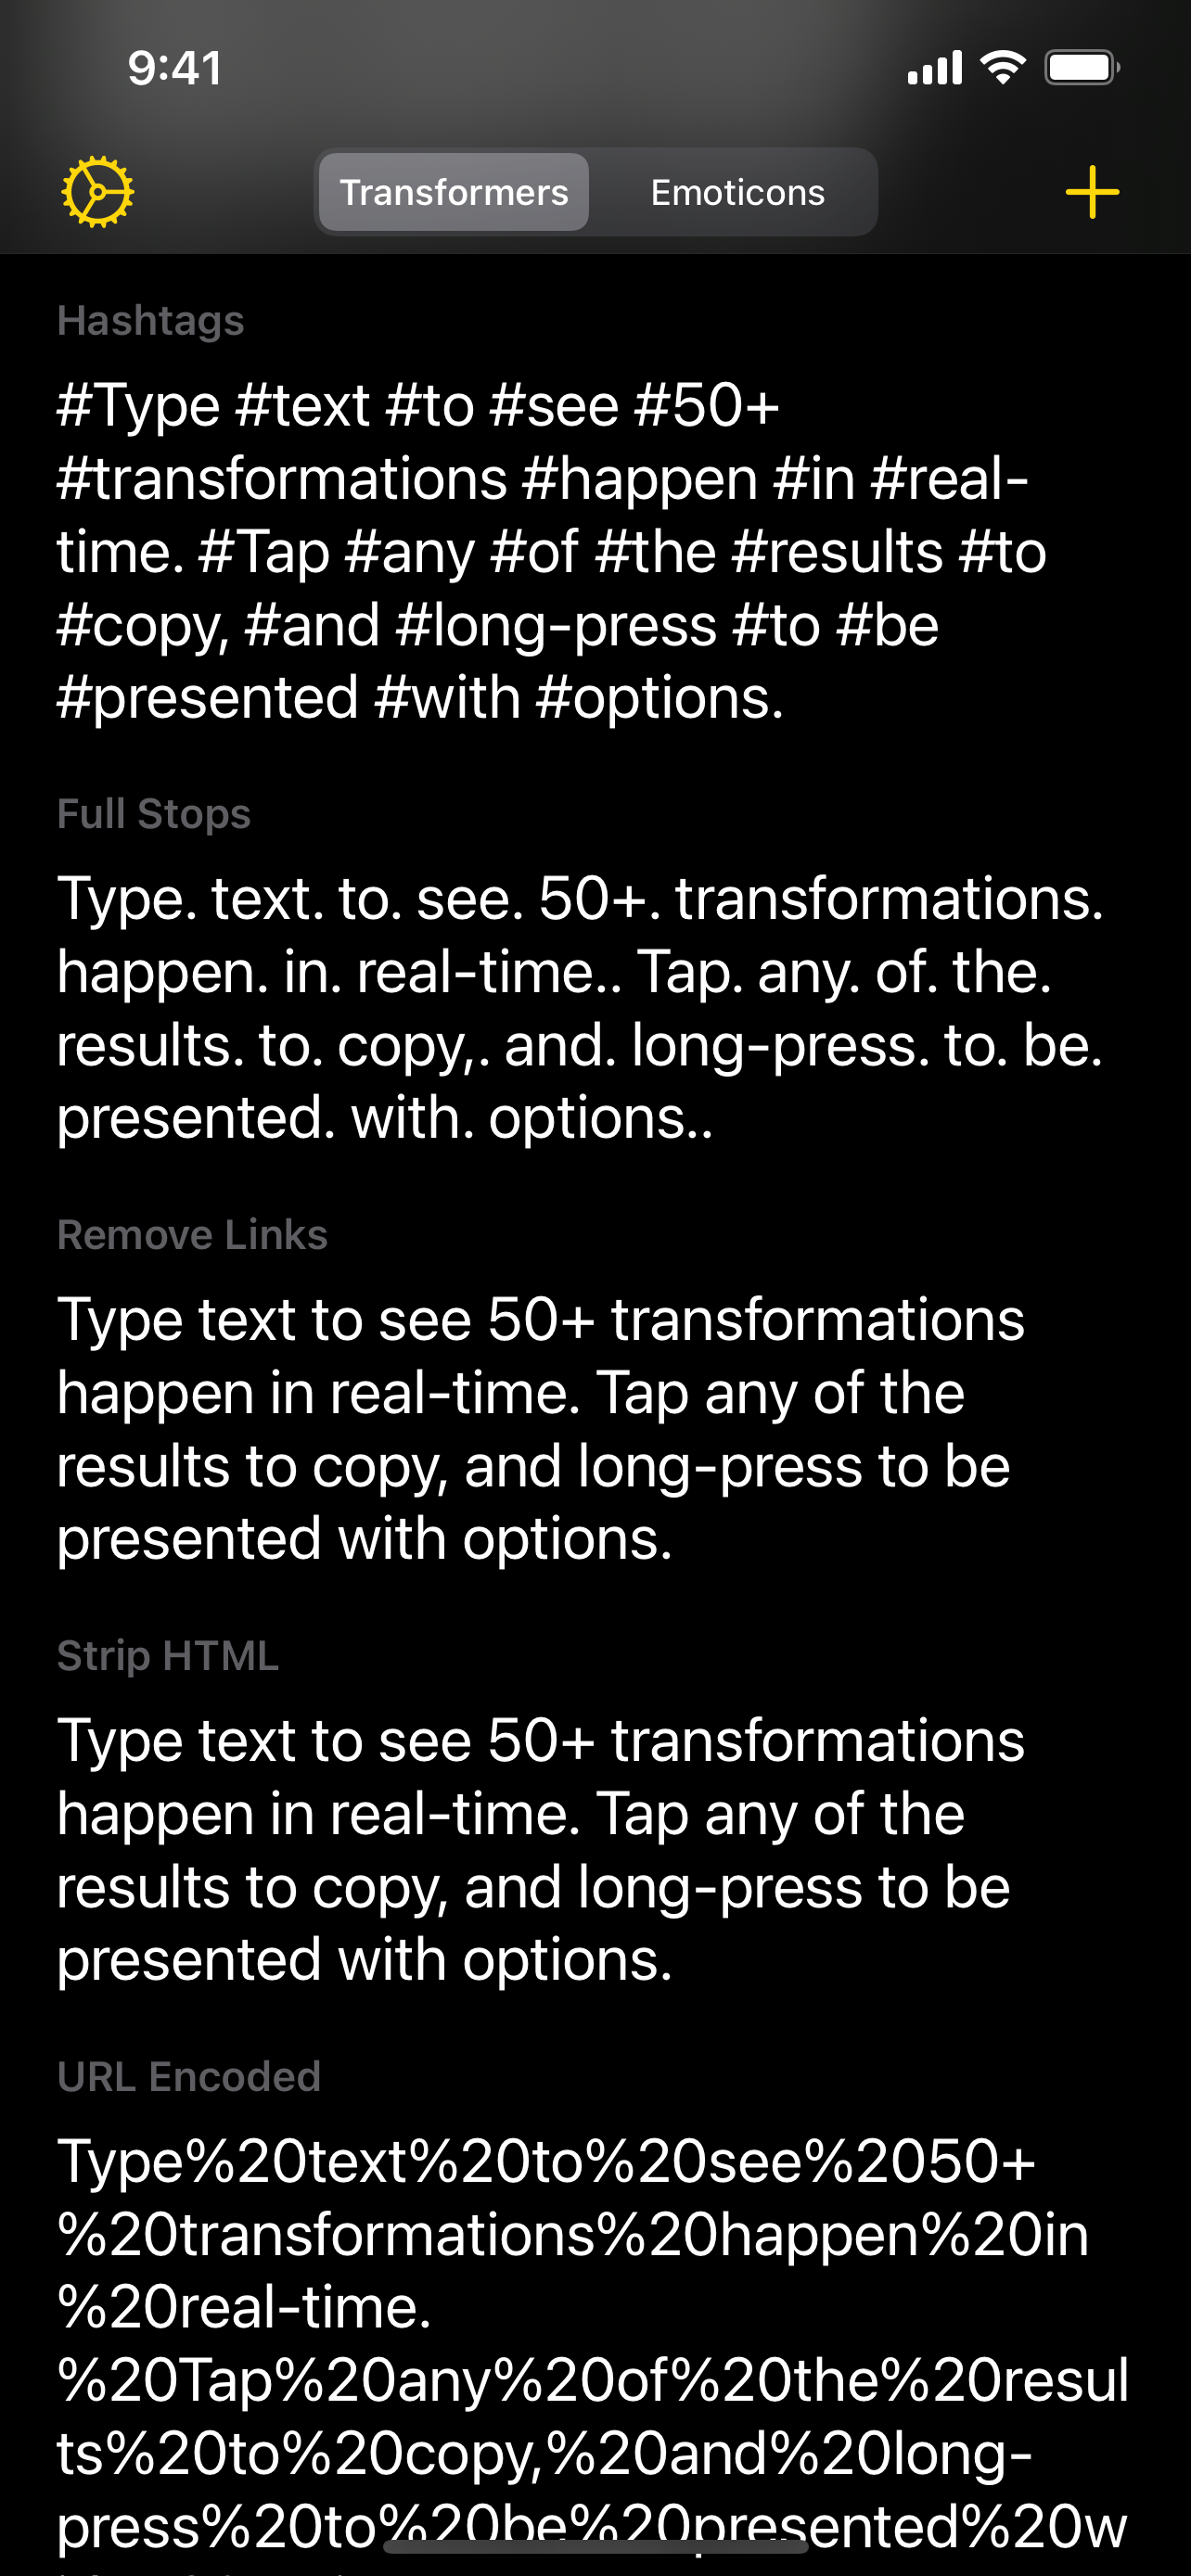 9:41
Transformers Emoticons
Hashtags
#Type #text #to #see #50+
#transformations #happen #in #real-
time. #Tap #any #of #the #results #to
#copy, #and #long-press #to #be
#presented #with #options.
Full Stops
Type. text. to. see. 50+. transformations.
happen. in. real-time.. Tap. any. of. the.
results. to. copy,. and. long-press. to. be.
presented. with. options..
Remove Links
Type text to see 50+ transformations
happen in real-time. Tap any of the
results to copy, and long-press to be
presented with options.
Strip HTML
Type text to see 50+ transformations
happen in real-time. Tap any of the
results to copy, and long-press to be
presented with options.
URL Encoded
Type%20text%20to%20see%2050+
%20transformations%20happen%20in
%20real-time.
%20Tap%20any%20of%20the%20resul
ts%20to%20copy,%20and%20long-
press%20to%20be%20presented%20w